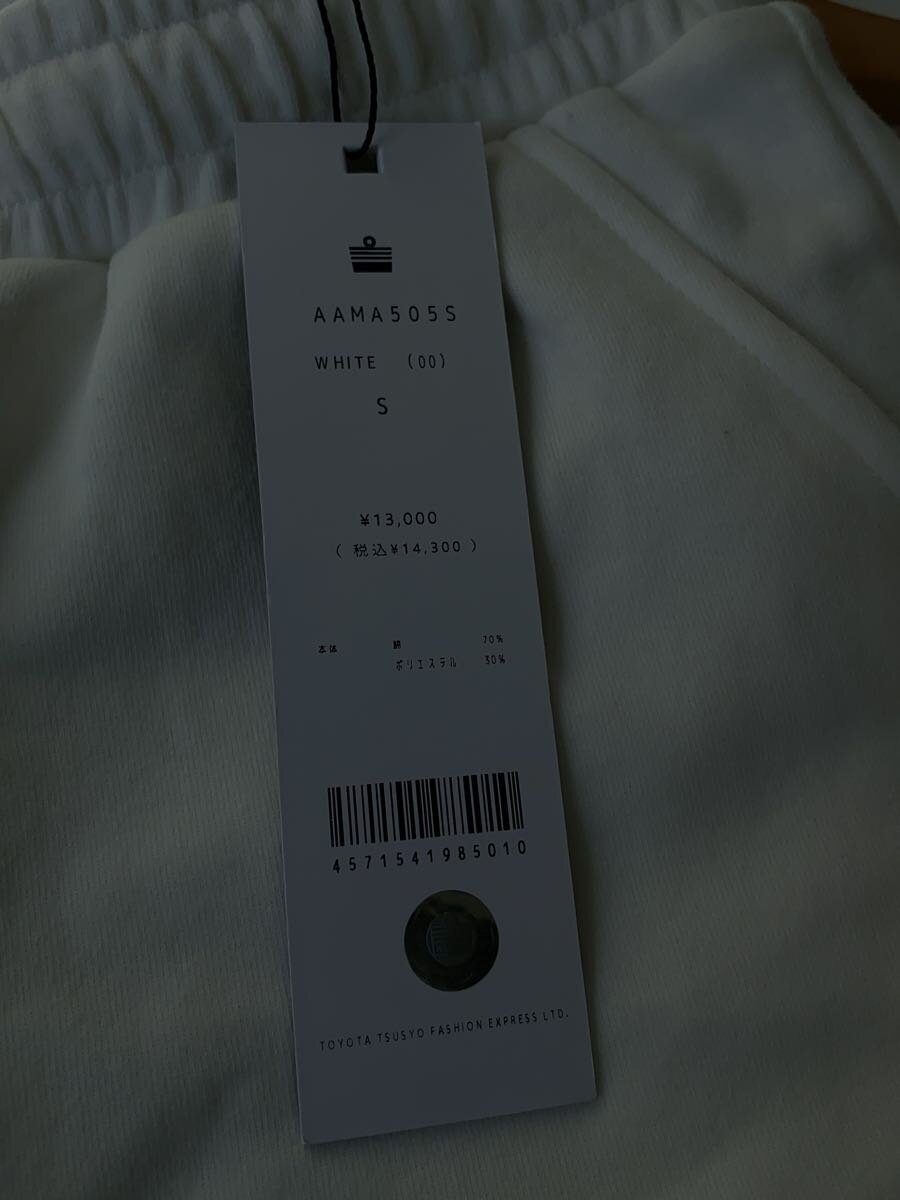 AAMA505S
WHITE (00)
S
¥13,000
( 税込¥14,300 )
本体 綿 70%
ポリエステル 30%
4571541985010
TOYOTA TSUSYO FASHION EXPRESS LTD.